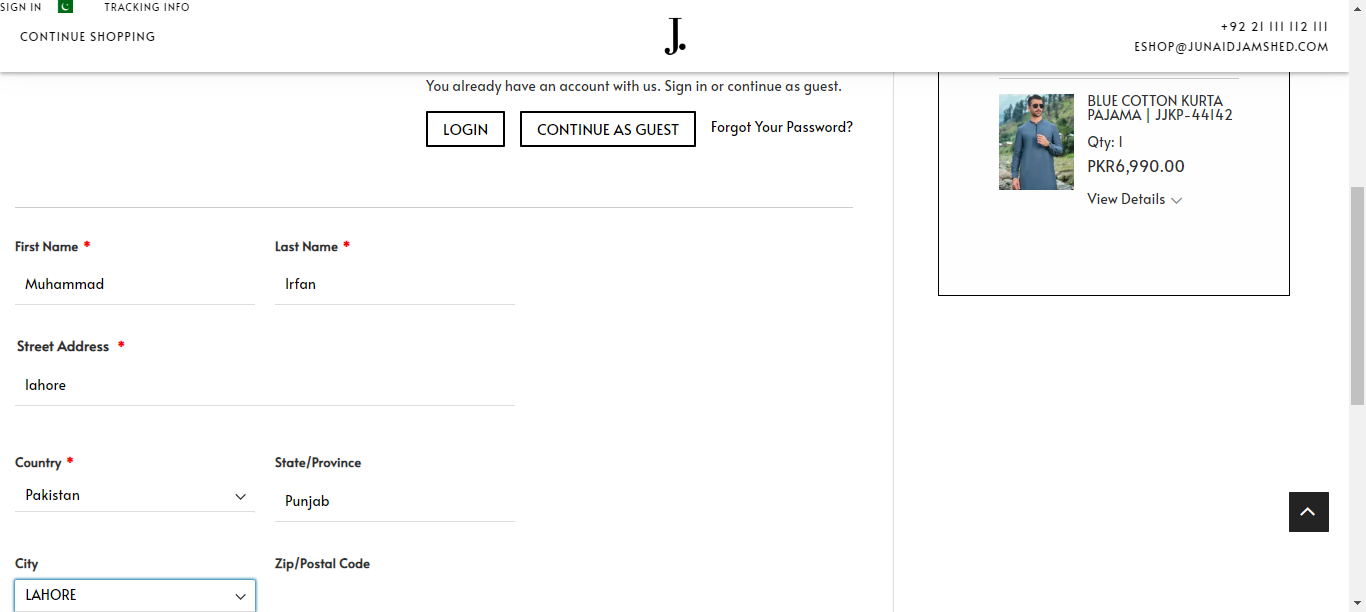 SIGN IN
TRACKING INFO
CONTINUE SHOPPING
J.
+92 21 111 112 111
ESHOP@JUNAIDJAMSHED.COM
You already have an account with us. Sign in or continue as guest.
LOGIN
CONTINUE AS GUEST
Forgot Your Password?
First Name *
Last Name *
Muhammad
Irfan
Street Address *
lahore
Country *
State/Province
Pakistan
Punjab
City
Zip/Postal Code
LAHORE
BLUE COTTON KURTA
PAJAMA | JJKP-44142
Qty: 1
PKR6,990.00
View Details